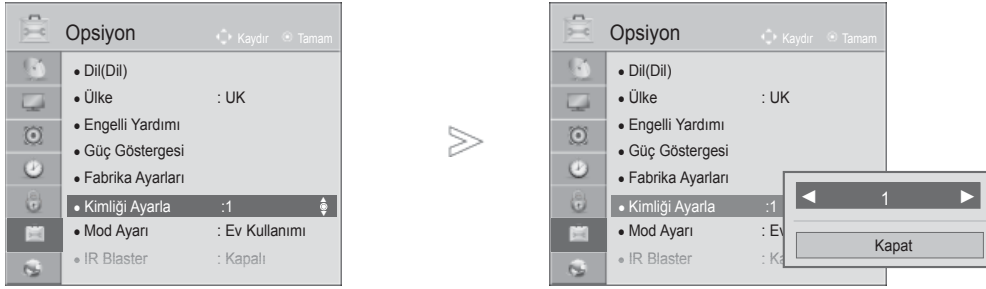 Opsiyon Kaydır Tamam
• Dil(Dil)
• Ülke : UK
• Engelli Yardımı
• Güç Göstergesi
• Fabrika Ayarları
• Kimliği Ayarla :1
• Mod Ayarı : Ev Kullanımı
• IR Blaster : Kapalı
Opsiyon Kaydır Tamam
• Dil(Dil)
• Ülke : UK
• Engelli Yardımı
• Güç Göstergesi
• Fabrika Ayarları
• Kimliği Ayarla :1
• Mod Ayarı : Ev
• IR Blaster : Ka
◀ 1 ▶
Kapat